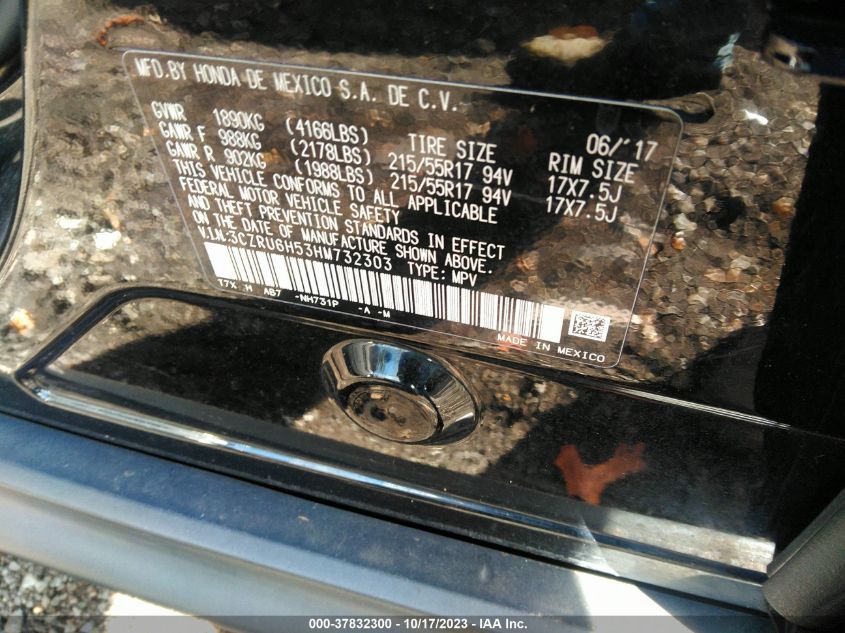 MFD.BY HONDA DE MEXICO S.A. DE C.V.
06/'17
GVWR 1890KG (4166LBS) TIRE SIZE RIM SIZE
GAWR F 988KG (2178LBS) 215/55R17 94V 17X7.5J
GAWR R 902KG (1988LBS) 215/55R17 94V 17X7.5J
THIS VEHICLE CONFORMS TO ALL APPLICABLE
FEDERAL MOTOR VEHICLE SAFETY
AND THEFT PREVENTION STANDARDS IN EFFECT
ON THE DATE OF MANUFACTURE SHOWN ABOVE.
V.I.N.:3CZRU6H53HM732303 TYPE: MPV
T7X H AB7 -NH731P -A -M
MADE IN MEXICO
000-37832300 - 10/17/2023 - IAA Inc.